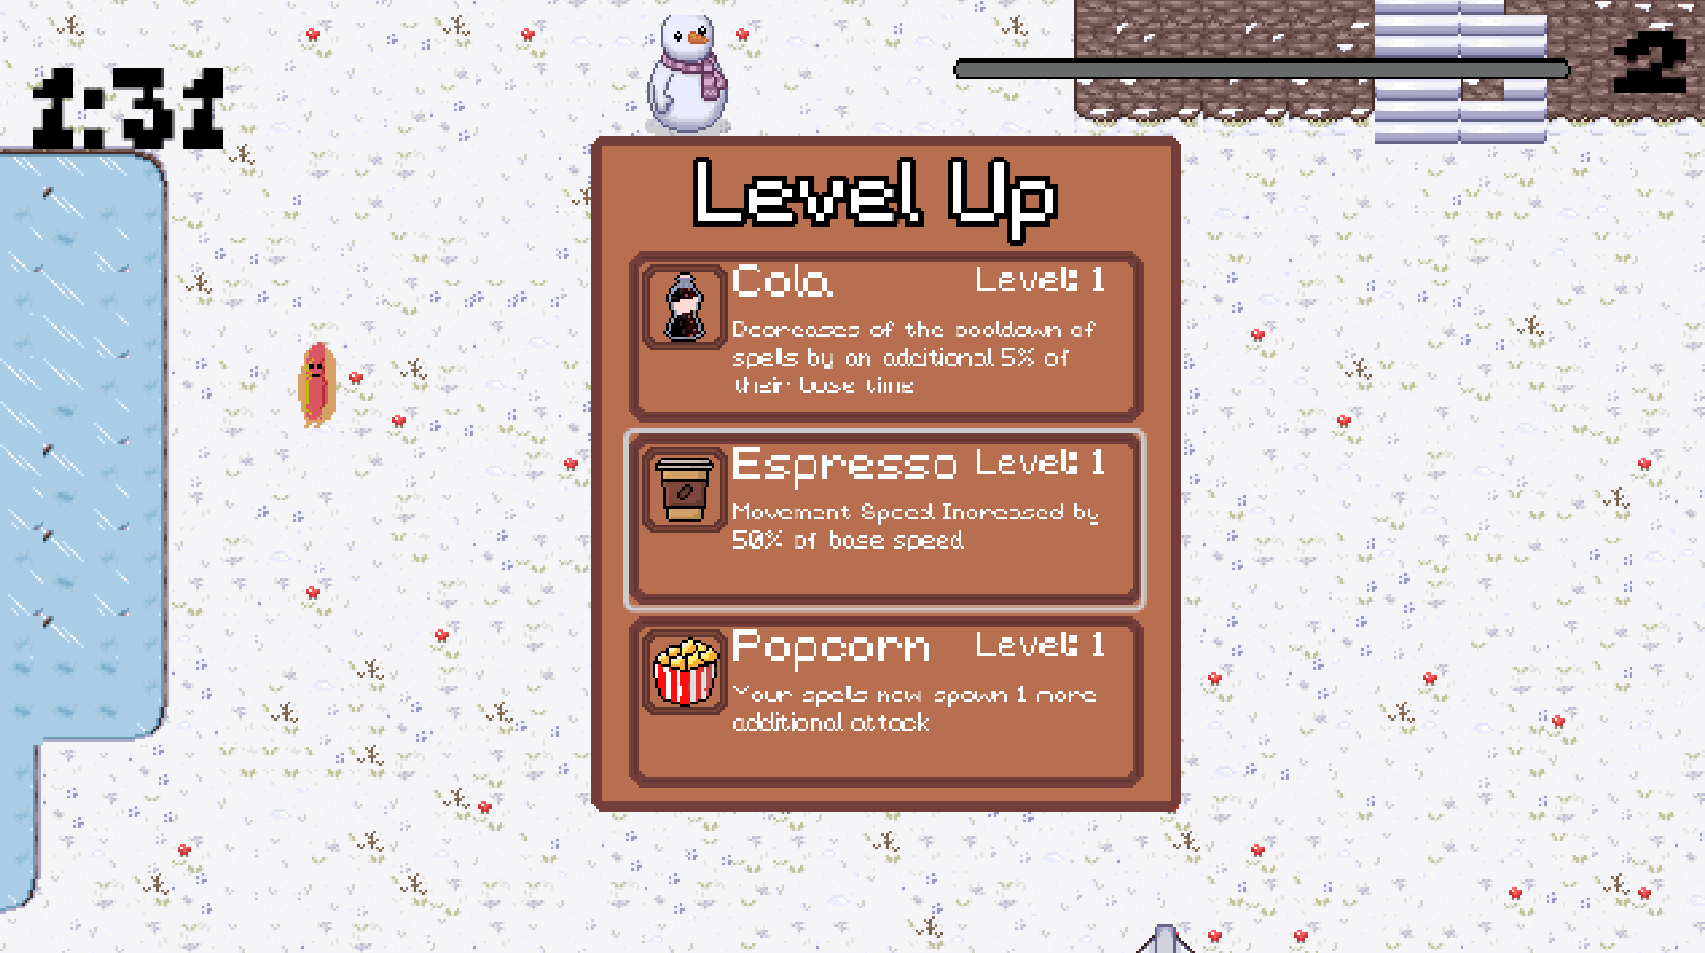 1:31
2
Level Up
Cola Level: 1
Decreases of the cooldown of
spells by an additional 5% of
their base time
Espresso Level: 1
Movement Speed Increased by
50% of base speed
Popcorn Level: 1
Your spells now spawn 1 more
additional attack